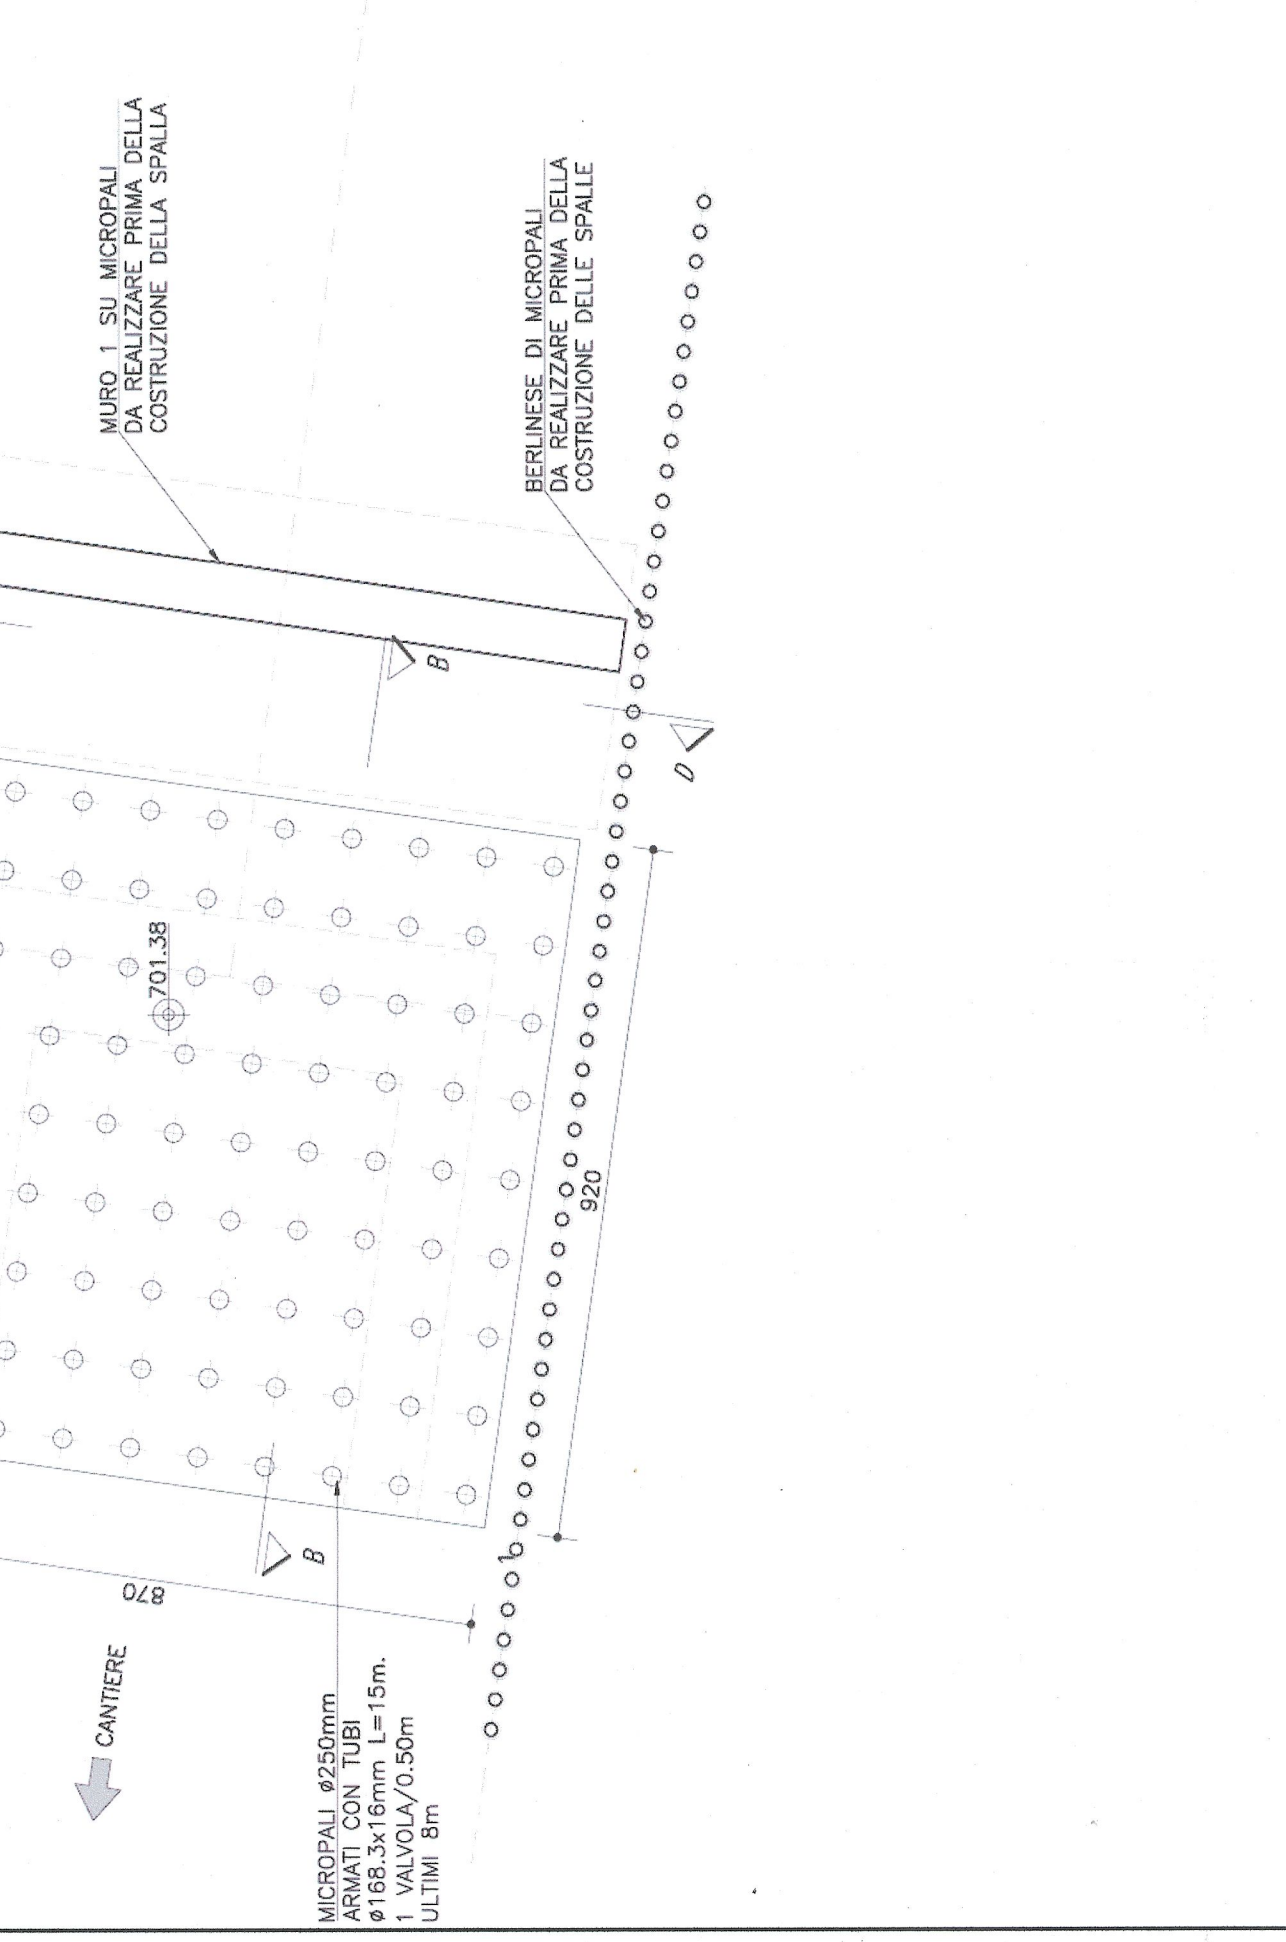 MURO 1 SU MICROPALI
DA REALIZZARE PRIMA DELLA
COSTRUZIONE DELLA SPALLA
BERLINESE DI MICROPALI
DA REALIZZARE PRIMA DELLA
COSTRUZIONE DELLE SPALLE
B
D
701.38
920
B
870
CANTIERE
MICROPALI ø250mm
ARMATI CON TUBI
ø168.3x16mm L=15m.
1 VALVOLA/0.50m
ULTIMI 8m